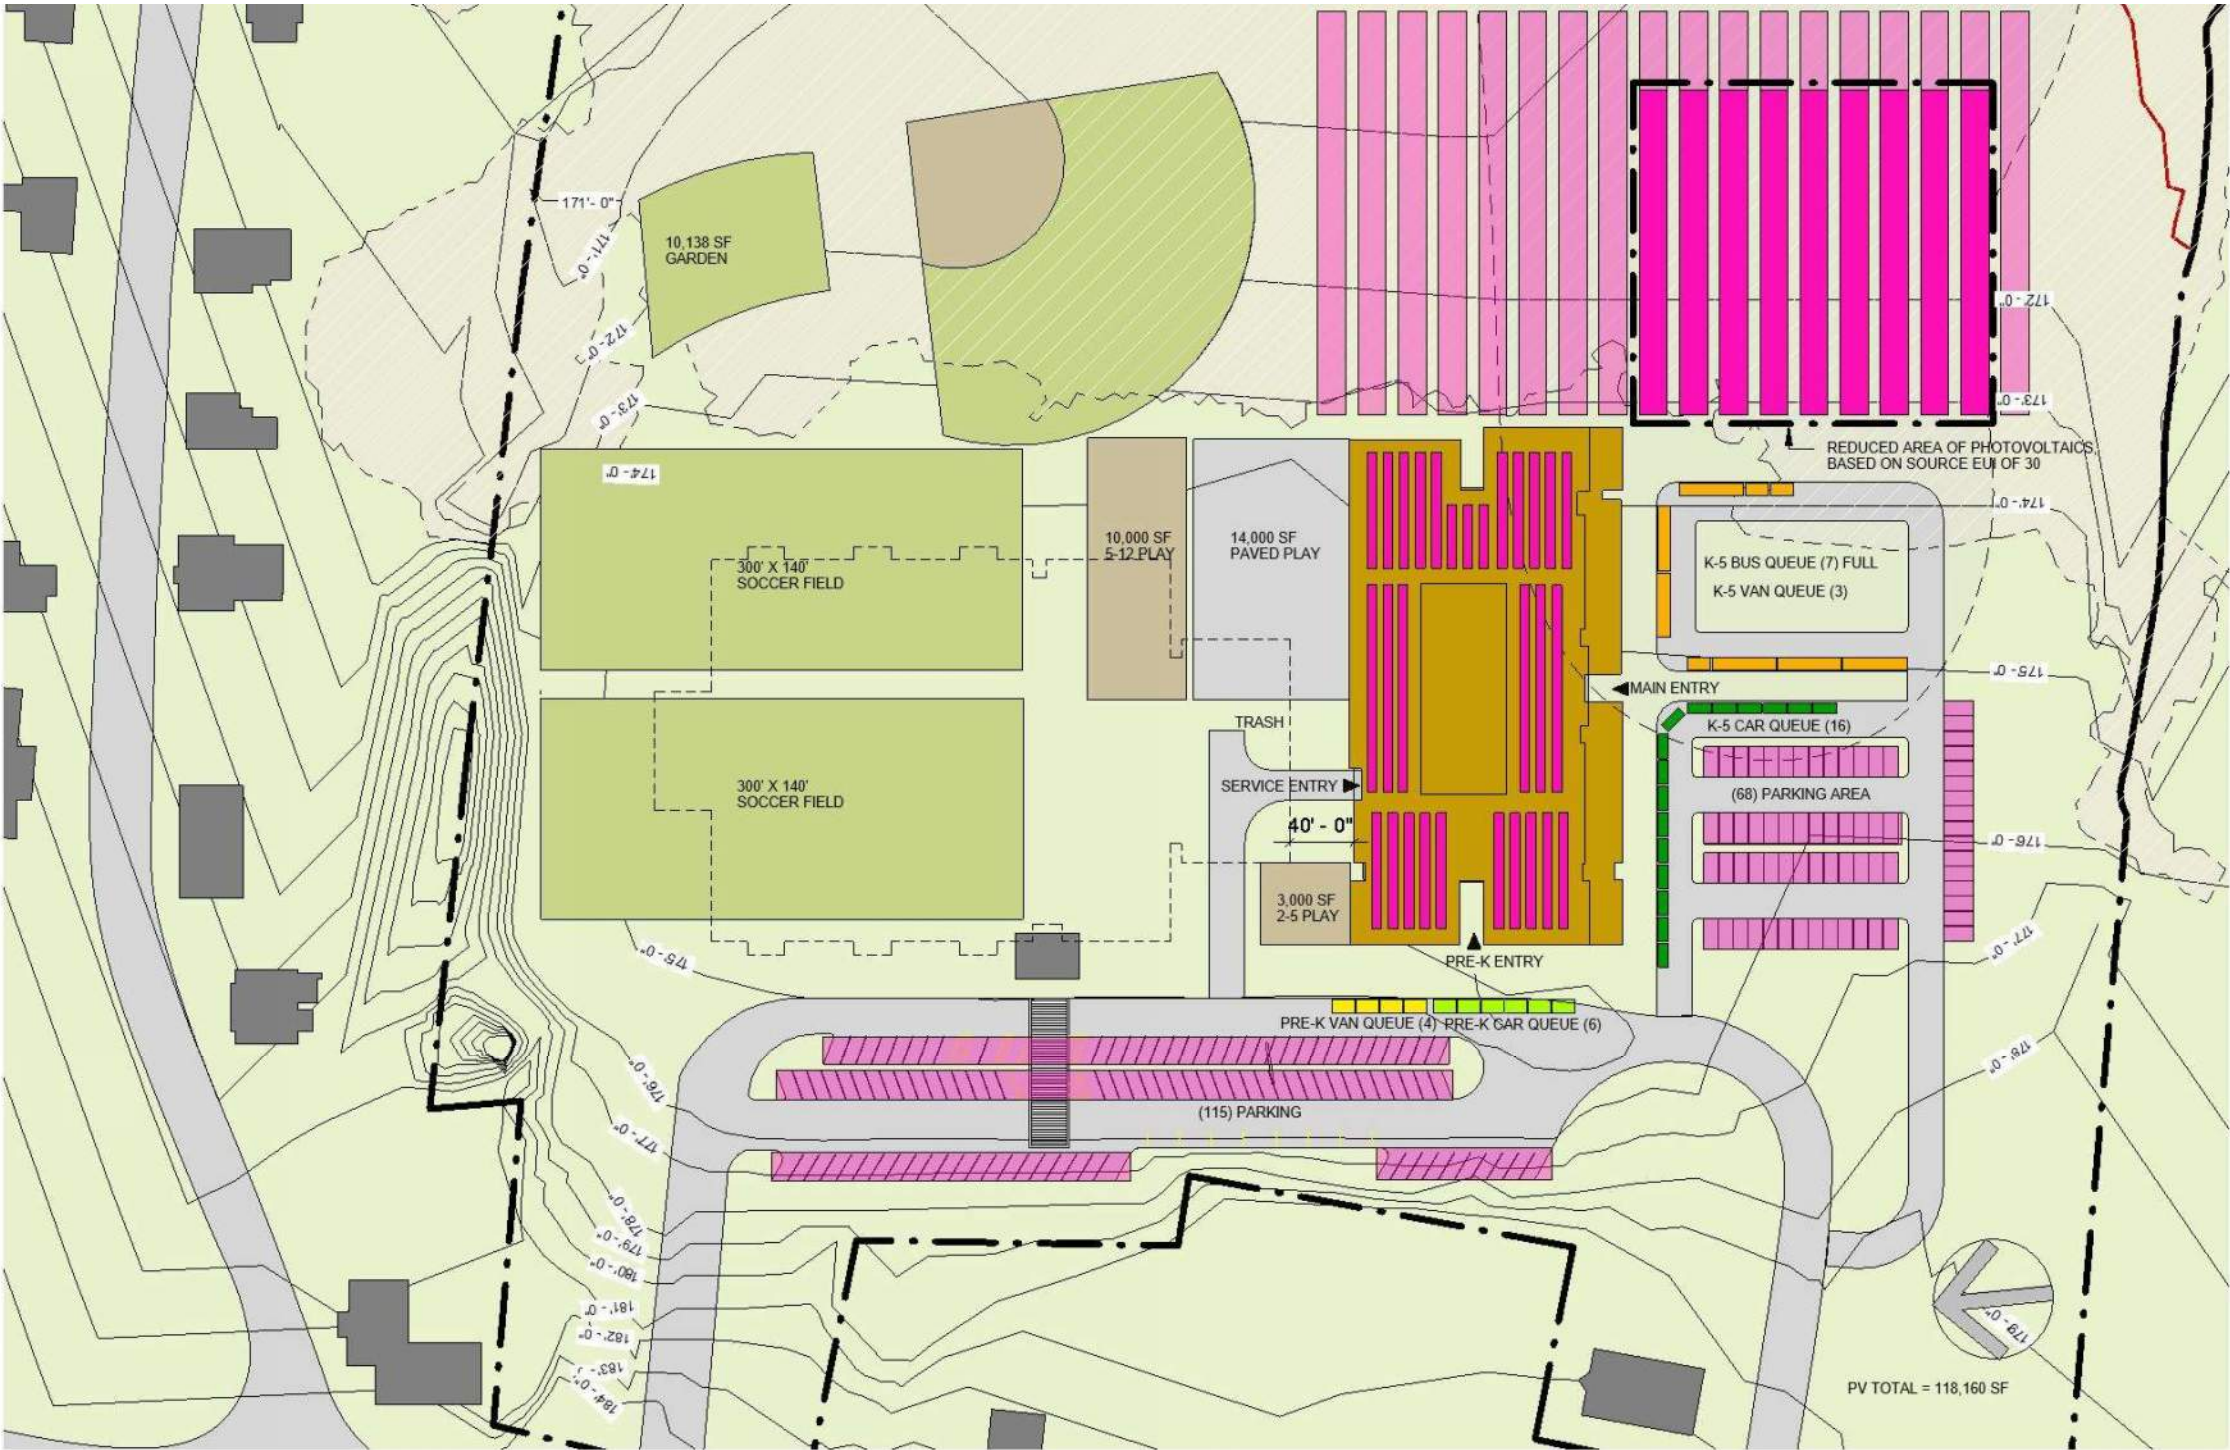 171'- 0"
171'- 0"
10,138 SF
GARDEN
172'- 0"
172'- 0"
173'- 0"
173'- 0"
REDUCED AREA OF PHOTOVOLTAICS,
BASED ON SOURCE EUI OF 30
174'- 0"
174'- 0"
10,000 SF
5-12 PLAY
14,000 SF
PAVED PLAY
300' X 140'
SOCCER FIELD
K-5 BUS QUEUE (7) FULL
K-5 VAN QUEUE (3)
175'- 0"
MAIN ENTRY
TRASH
K-5 CAR QUEUE (16)
300' X 140'
SOCCER FIELD
SERVICE ENTRY
(68) PARKING AREA
40' - 0"
176'- 0"
3,000 SF
2-5 PLAY
177'- 0"
175'- 0"
PRE-K ENTRY
PRE-K VAN QUEUE (4)
PRE-K CAR QUEUE (6)
178'- 0"
176'- 0"
(115) PARKING
177'- 0"
178'- 0"
179'- 0"
180'- 0"
181'- 0"
182'- 0"
183'- 0"
184'- 0"
179'- 0"
PV TOTAL = 118,160 SF